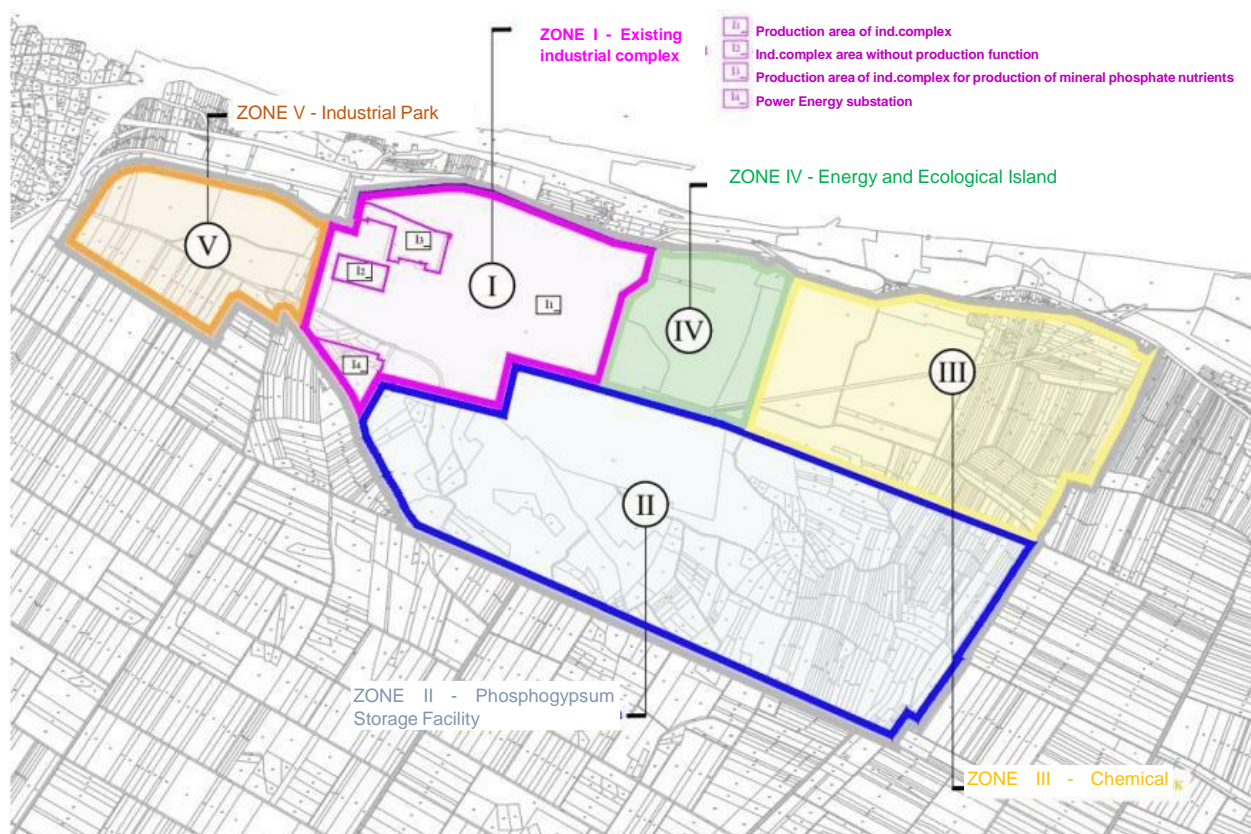 ZONE I - Existing
industrial complex
I1 Production area of ind.complex
I2 Ind.complex area without production function
I3 Production area of ind.complex for production of mineral phosphate nutrients
I4 Power Energy substation
ZONE V - Industrial Park
ZONE IV - Energy and Ecological Island
V
I3
I2
I
I1
IV
I4
III
II
ZONE II - Phosphogypsum
Storage Facility
ZONE III - Chemical